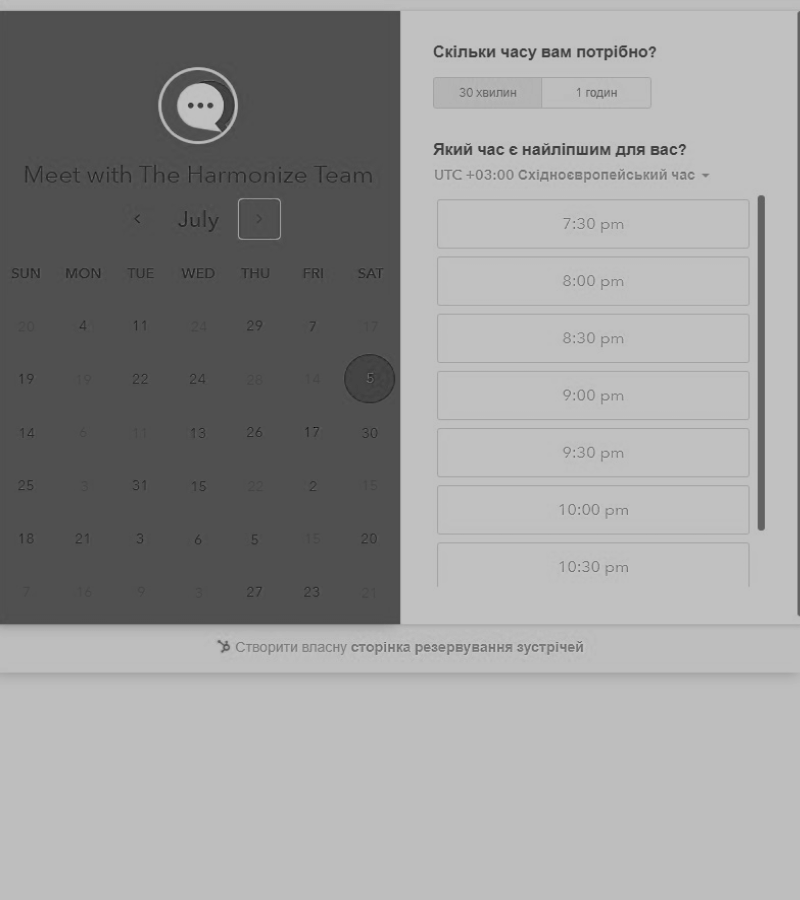 Meet with The Harmonize Team
July
SUN MON TUE WED THU FRI SAT
20 4 11 24 29 7 17
19 19 22 24 28 14 5
14 6 11 13 26 17 30
25 3 31 15 22 2 15
18 21 3 6 5 15 20
7 16 9 3 27 23 21
Скільки часу вам потрібно?
30 хвилин 1 годин
Який час є найліпшим для вас?
UTC +03:00 Східноєвропейський час
7:30 pm
8:00 pm
8:30 pm
9:00 pm
9:30 pm
10:00 pm
10:30 pm
Створити власну сторінка резервування зустрічей